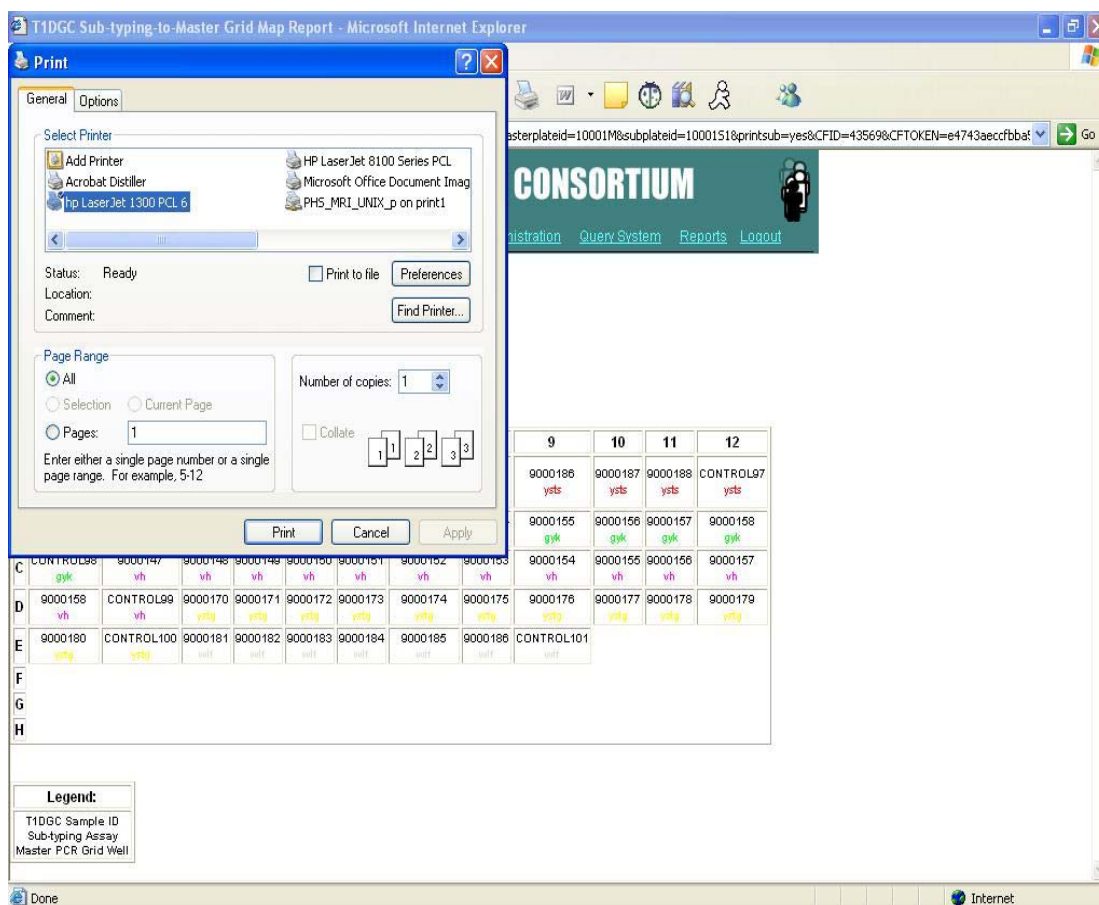 T1DGC Sub-typing-to-Master Grid Map Report - Microsoft Internet Explorer
Print
General Options
Select Printer
Add Printer HP LaserJet 8100 Series PCL
Acrobat Distiller Microsoft Office Document Imag
hp LaserJet 1300 PCL 6 PHS_MRI_UNIX_p on print1
Status: Ready Print to file Preferences
Location:
Comment: Find Printer...
Page Range
All Number of copies: 1
Selection Current Page
Pages: 1 Collate
1 1 2 2 3 3
Enter either a single page number or a single
page range. For example, 5-12
Print Cancel Apply
asterplateid=10001M&subplateid=10001S1&printsub=yes&CFID=43569&CFTOKEN=e4743aeccfbba Go
CONSORTIUM
nistration Query System Reports Logout
9 10 11 12
9000186 9000187 9000188 CONTROL97
ysts ysts ysts ysts
9000155 9000156 9000157 9000158
gyk gyk gyk gyk
C CONTROL98 9000147 9000148 9000149 9000150 9000151 9000152 9000153 9000154 9000155 9000156 9000157
gyk vh vh vh vh vh vh vh vh vh vh vh
D 9000158 CONTROL99 9000170 9000171 9000172 9000173 9000174 9000175 9000176 9000177 9000178 9000179
vh vh
E 9000180 CONTROL100 9000181 9000182 9000183 9000184 9000185 9000186 CONTROL101
F
G
H
Legend:
T1DGC Sample ID
Sub-typing Assay
Master PCR Grid Well
Done Internet